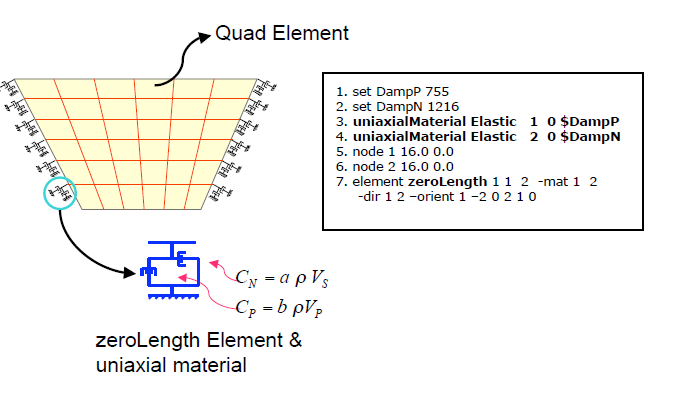 Quad Element
1. set DampP 755
2. set DampN 1216
3. uniaxialMaterial Elastic 1 0 $DampP
4. uniaxialMaterial Elastic 2 0 $DampN
5. node 1 16.0 0.0
6. node 2 16.0 0.0
7. element zeroLength 1 1 2 -mat 1 2
-dir 1 2 –orient 1 –2 0 2 1 0
C_N = a ρ V_S
C_P = b ρV_P
zeroLength Element &
uniaxial material